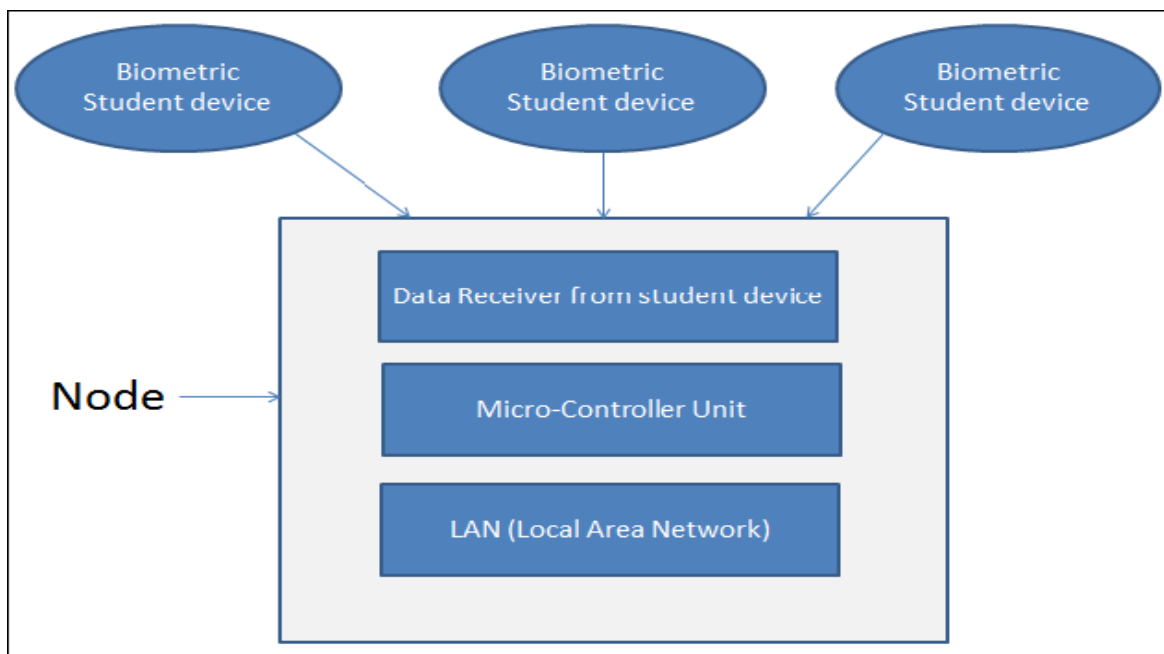 Biometric
Student device
Biometric
Student device
Biometric
Student device
Data Receiver from student device
Node
Micro-Controller Unit
LAN (Local Area Network)